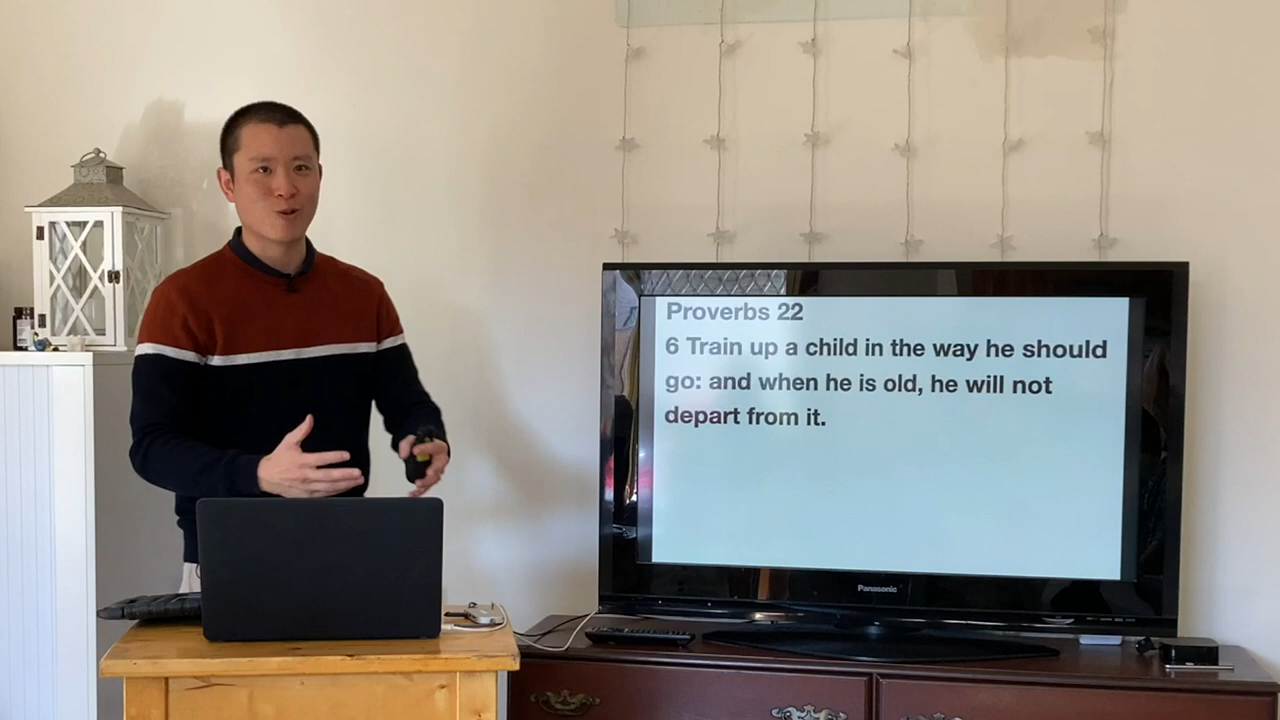 Proverbs 22
6 Train up a child in the way he should
go: and when he is old, he will not
depart from it.
Panasonic